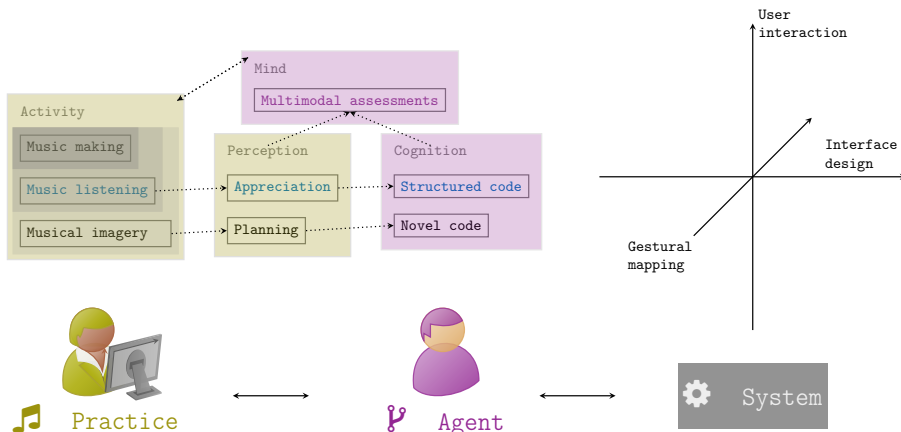 User
interaction
Mind
Multimodal assessments
Activity
Music making
Perception
Cognition
Interface
design
Music listening
Appreciation
Structured code
Musical imagery
Planning
Novel code
Gestural
mapping
Practice
Agent
System